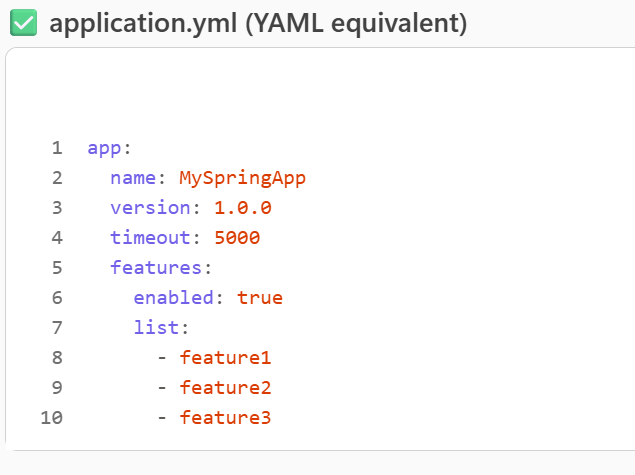 ✅ application.yml (YAML equivalent)
1 app:
2   name: MySpringApp
3   version: 1.0.0
4   timeout: 5000
5   features:
6     enabled: true
7     list:
8       - feature1
9       - feature2
10       - feature3